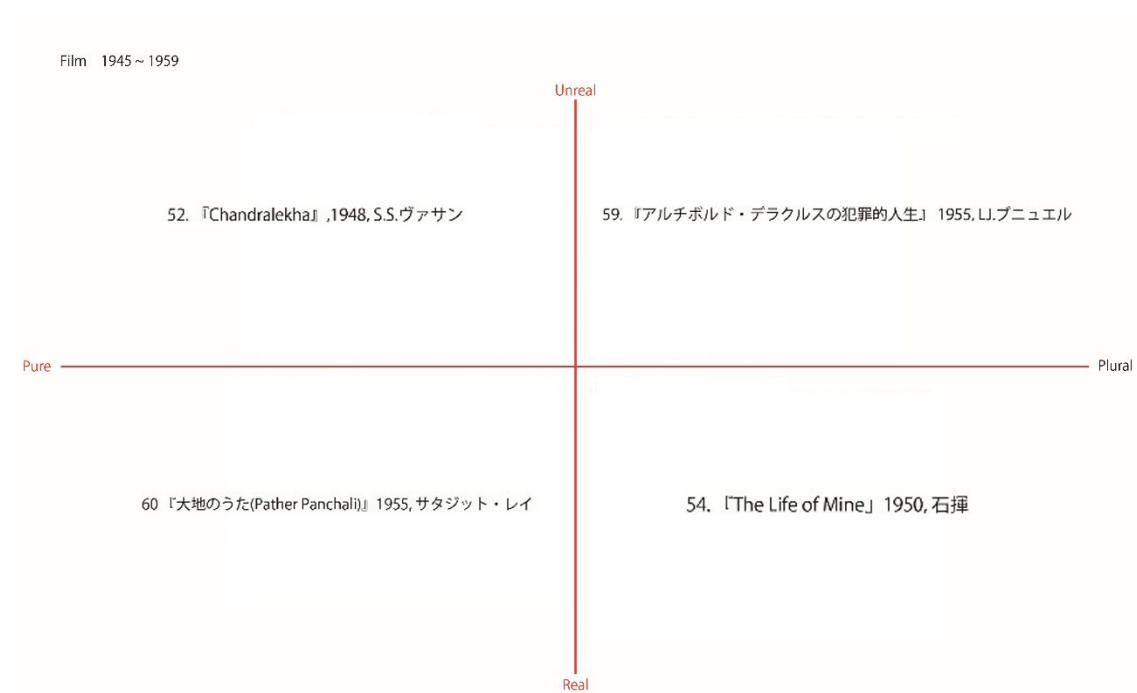 Film 1945 ~ 1959
Unreal
52. 『Chandralekha』,1948, S.S.ヴァサン
59. 『アルチボルド・デラクルスの犯罪的人生』 1955, LJ.ブニュエル
Pure
Plural
60 『大地のうた(Pather Panchali)』 1955, サタジット・レイ
54. 「The Life of Mine」 1950, 石揮
Real